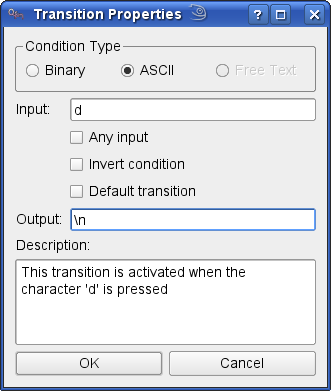 Transition Properties
?
Condition Type
Binary
ASCII
Free Text
Input:
d
Any input
Invert condition
Default transition
Output:
\n
Description:
This transition is activated when the
character 'd' is pressed
OK
Cancel